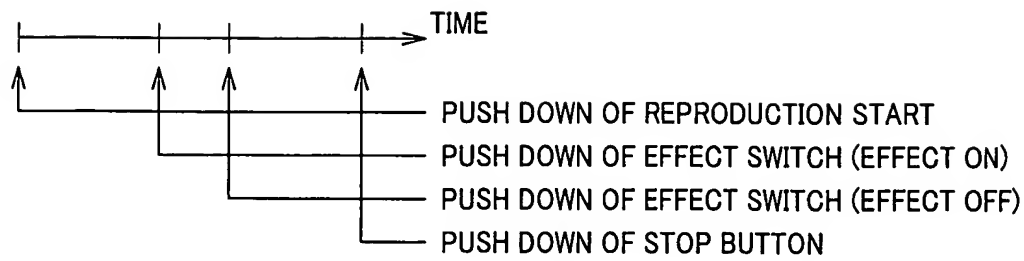 TIME
PUSH DOWN OF REPRODUCTION START
PUSH DOWN OF EFFECT SWITCH (EFFECT ON)
PUSH DOWN OF EFFECT SWITCH (EFFECT OFF)
PUSH DOWN OF STOP BUTTON